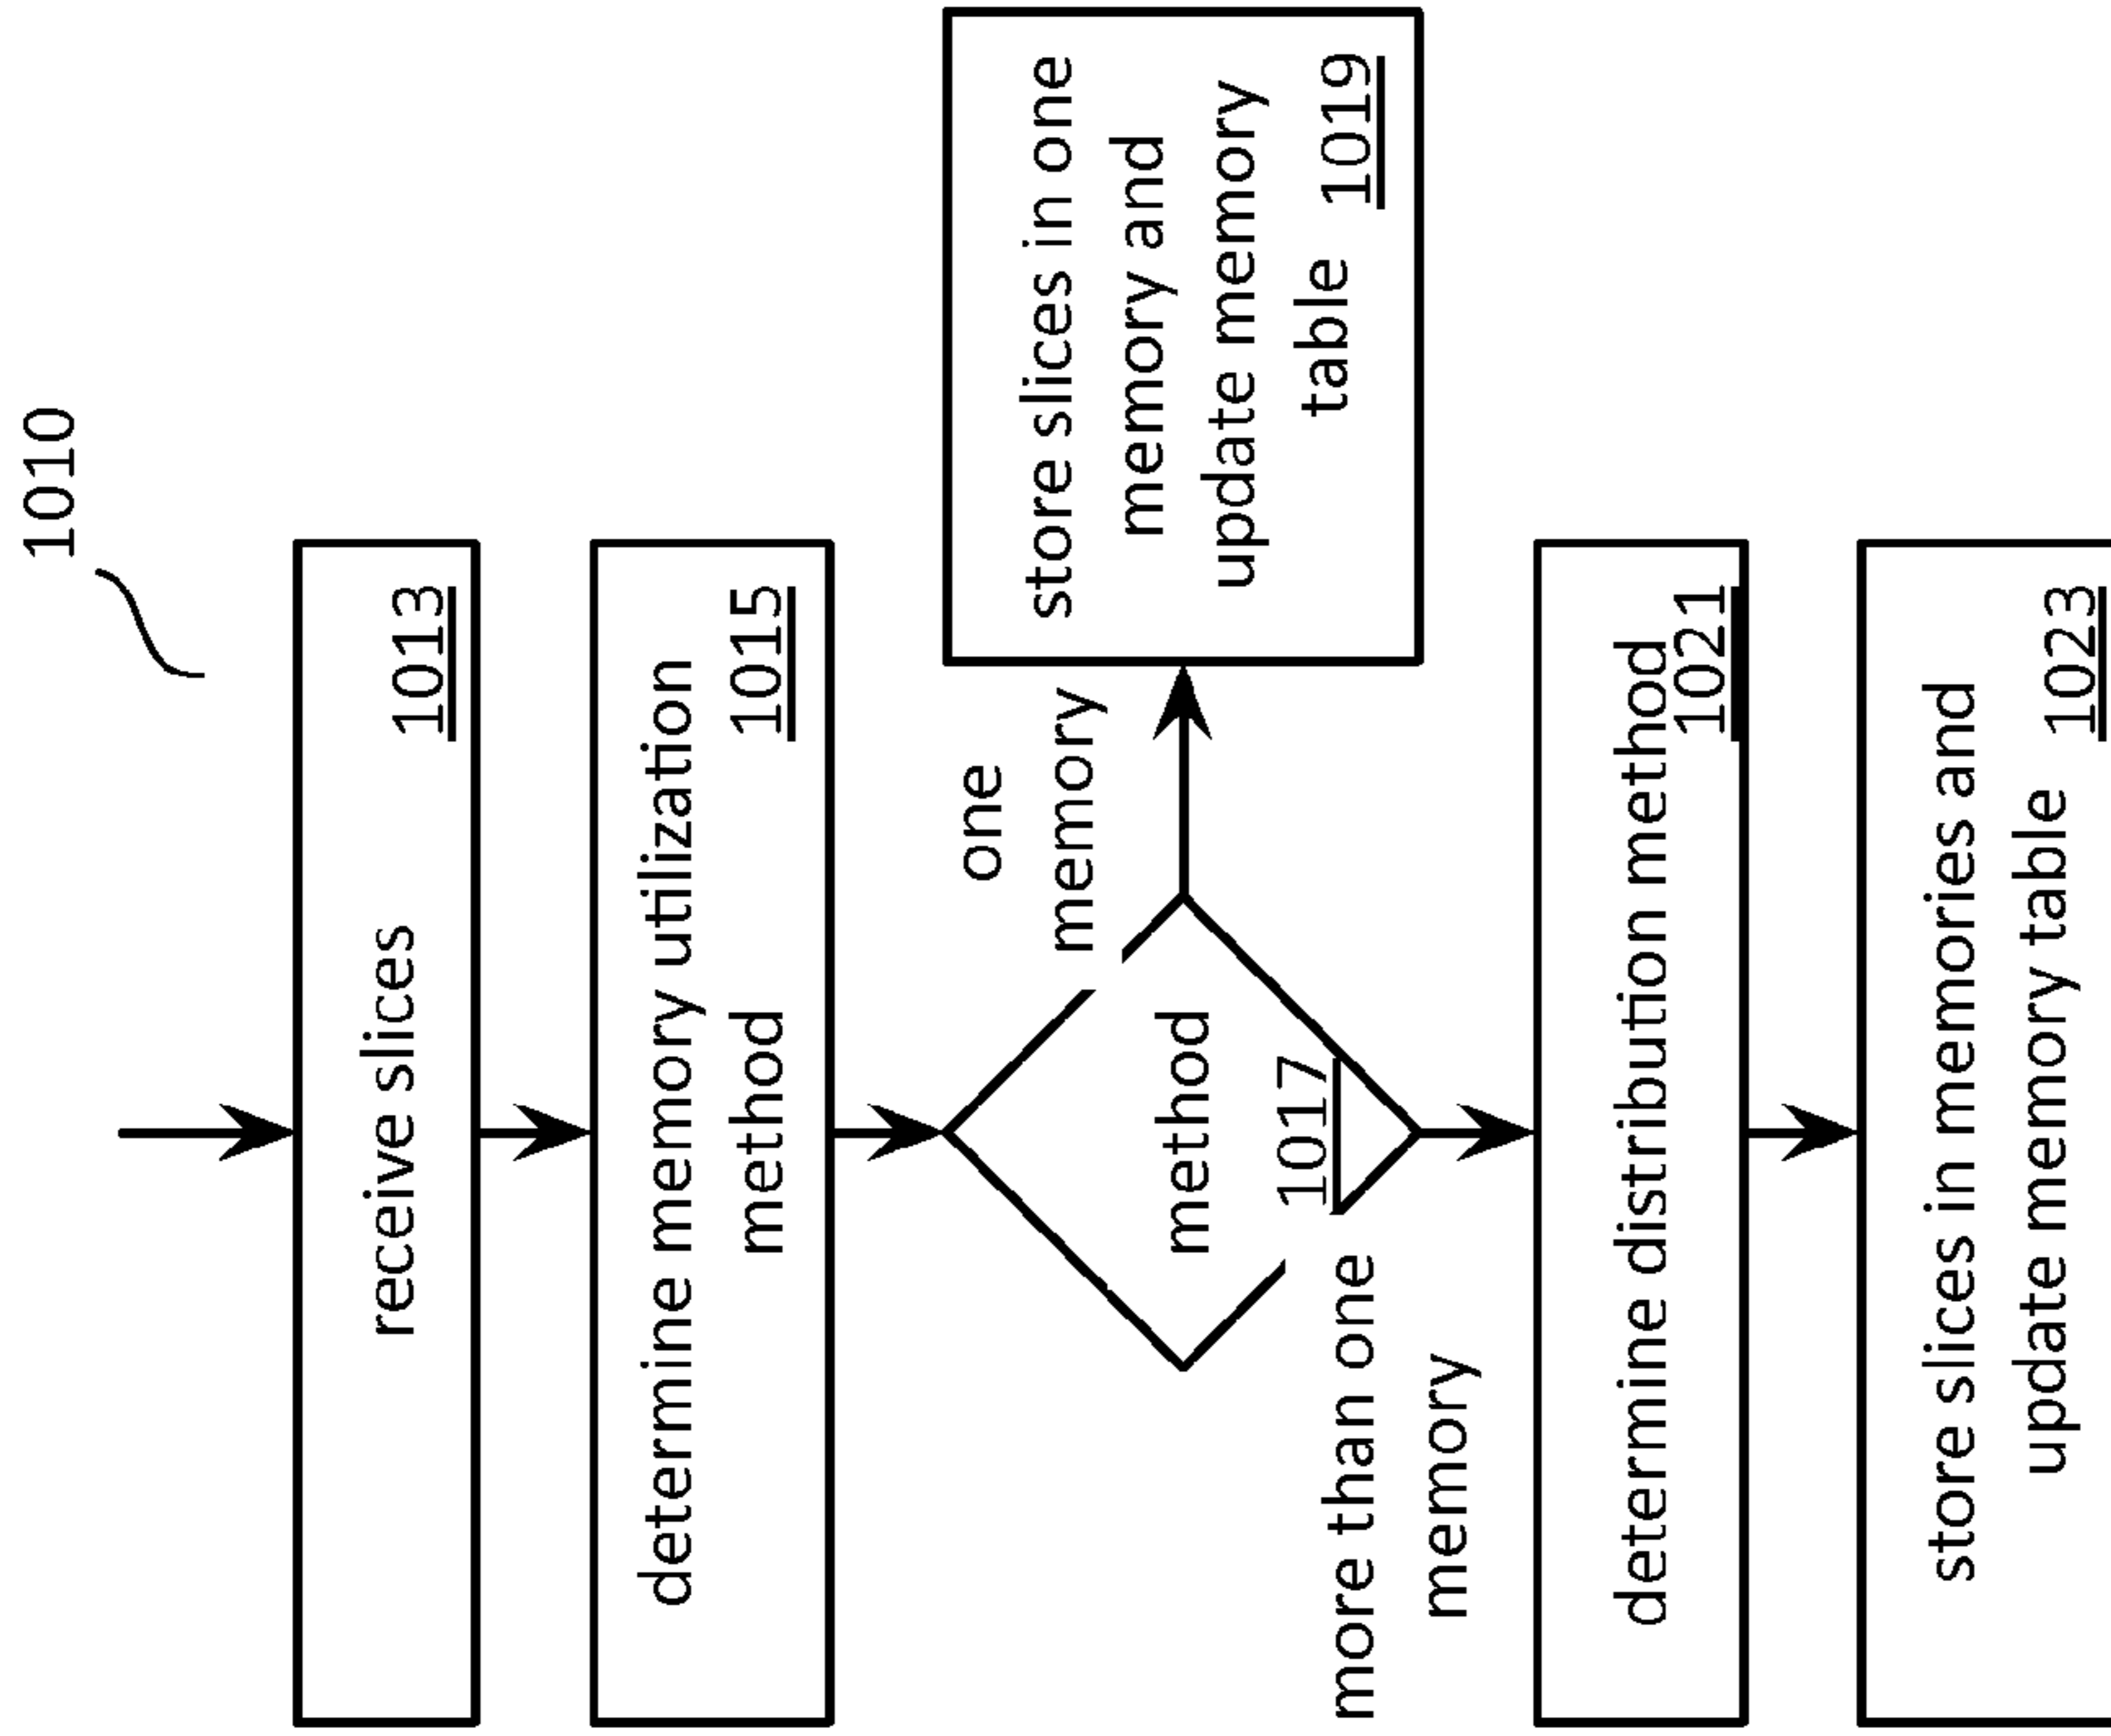 1010
receive slices
1013
determine memory utilization
method
1015
method
1017
one
memory
store slices in one
memory and
update memory
table 1019
more than one
memory
determine distribution method
1021
store slices in memories and
update memory table 1023